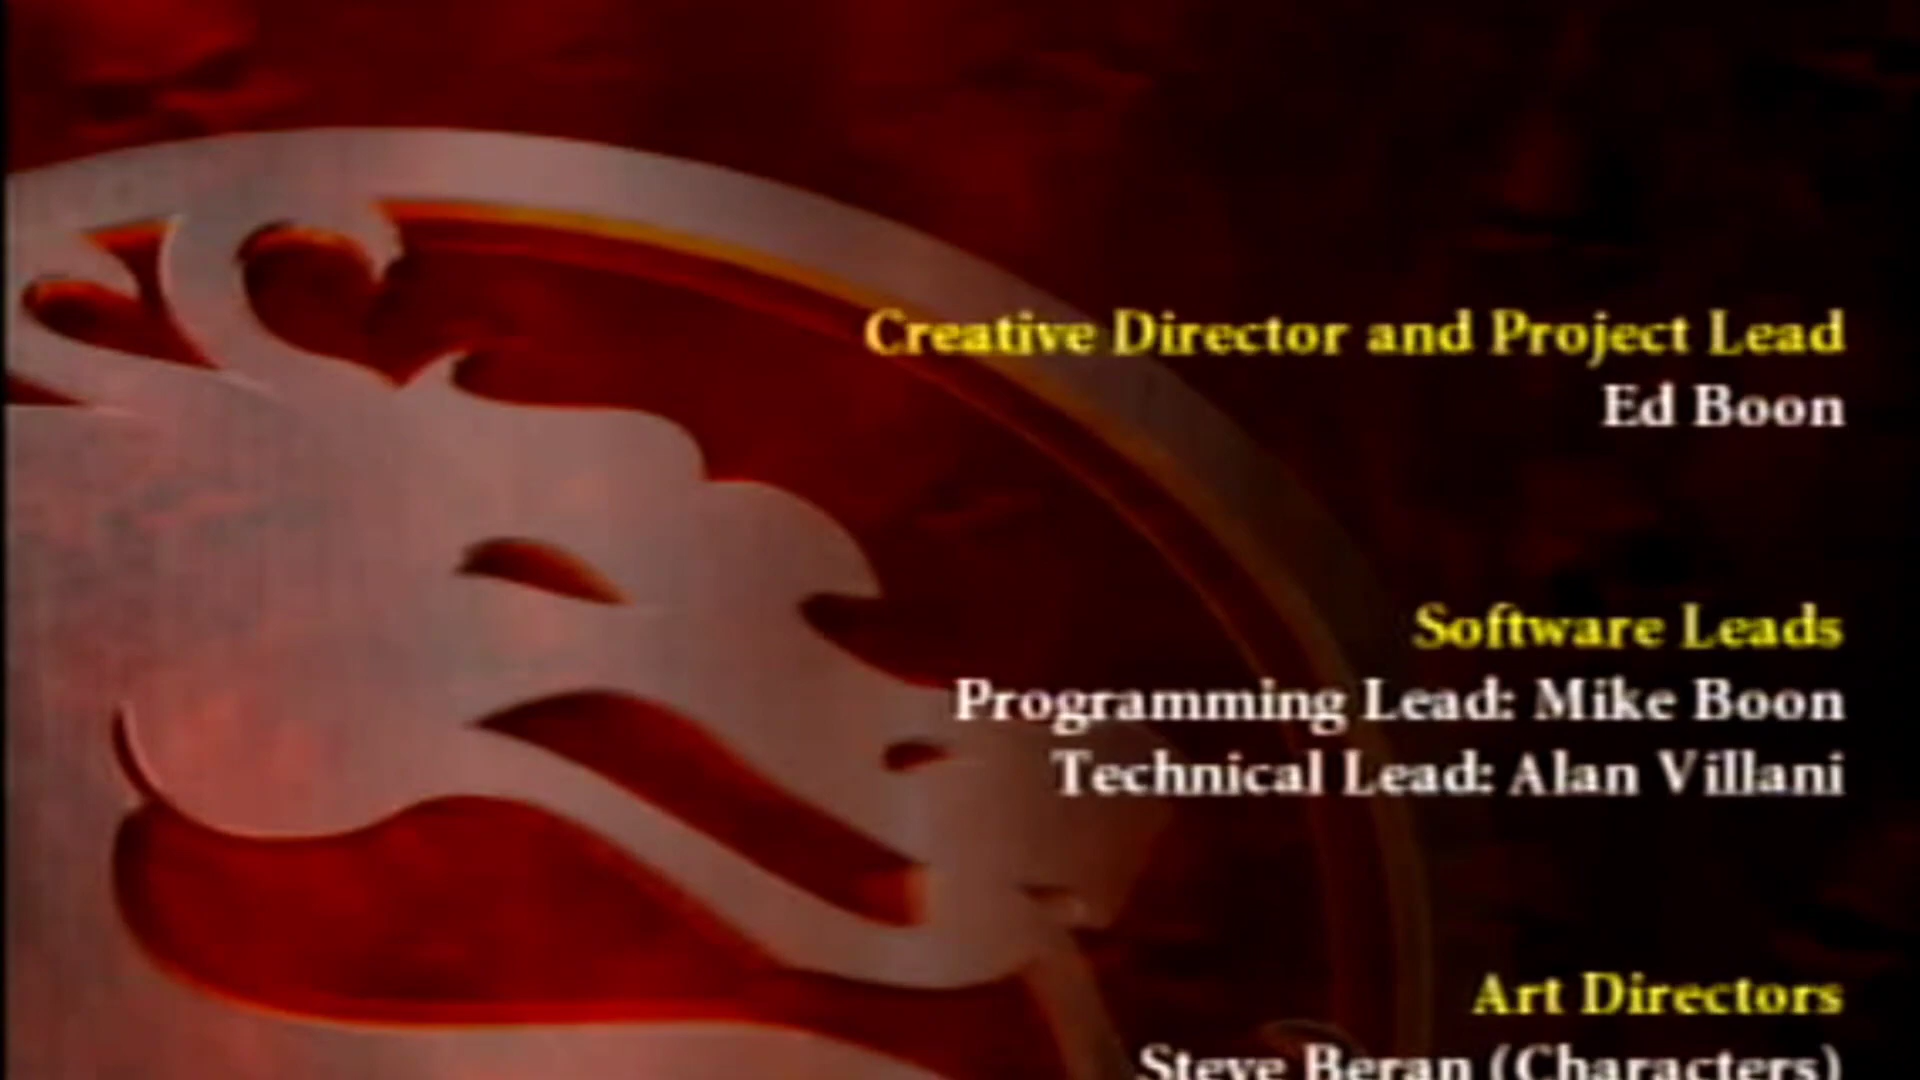 Creative Director and Project Lead
Ed Boon
Software Leads
Programming Lead: Mike Boon
Technical Lead: Alan Villani
Art Directors
Steve Beran (Characters)